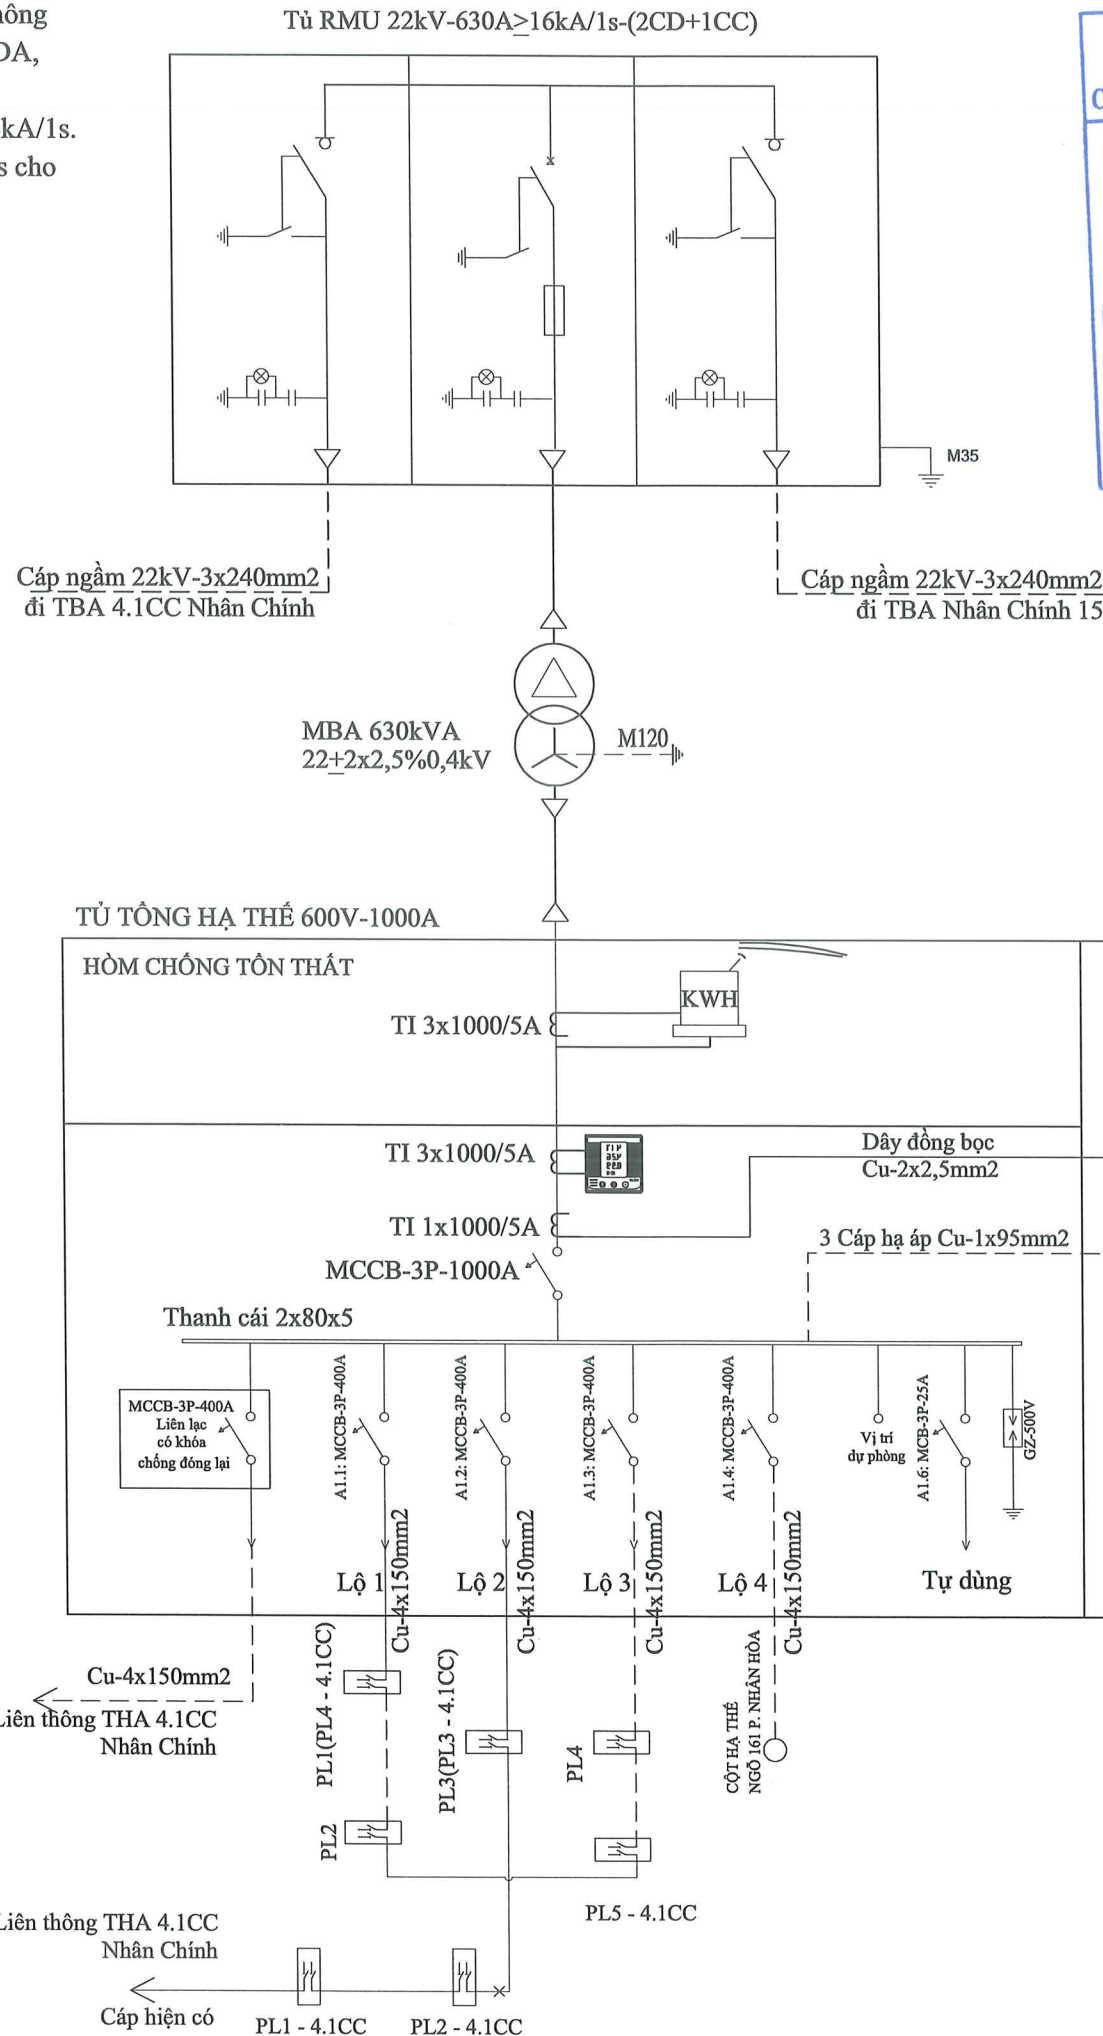 Tủ RMU 22kV-630A≥16kA/1s-(2CD+1CC)
ông
DA,
kA/1s.
s cho
M35
Cáp ngầm 22kV-3x240mm2
đi TBA 4.1CC Nhân Chính
Cáp ngầm 22kV-3x240mm2
đi TBA Nhân Chính 15
MBA 630kVA
22±2x2,5%0,4kV
M120
TỦ TỔNG HẠ THẾ 600V-1000A
HÒM CHỐNG TỔN THẤT
KWH
TI 3x1000/5A
TI 3x1000/5A
Dây đồng bọc
Cu-2x2,5mm2
TI 1x1000/5A
3 Cáp hạ áp Cu-1x95mm2
MCCB-3P-1000A
Thanh cái 2x80x5
MCCB-3P-400A
Liên lạc
có khóa
chống đóng lại
A1.1: MCCB-3P-400A
A1.2: MCCB-3P-400A
A1.3: MCCB-3P-400A
A1.4: MCCB-3P-400A
Vị trí
dự phòng
A1.6: MCB-3P-25A
GZ-500V
Lộ 1
Cu-4x150mm2
Lộ 2
Cu-4x150mm2
Lộ 3
Cu-4x150mm2
Lộ 4
Cu-4x150mm2
Tự dùng
Cu-4x150mm2
Liên thông THA 4.1CC
Nhân Chính
PL1(PL4 - 4.1CC)
PL3(PL3 - 4.1CC)
PL4
CỘT HẠ THẾ
NGÕ 161 P. NHÂN HÒA
PL2
PL5 - 4.1CC
Liên thông THA 4.1CC
Nhân Chính
Cáp hiện có
PL1 - 4.1CC
PL2 - 4.1CC